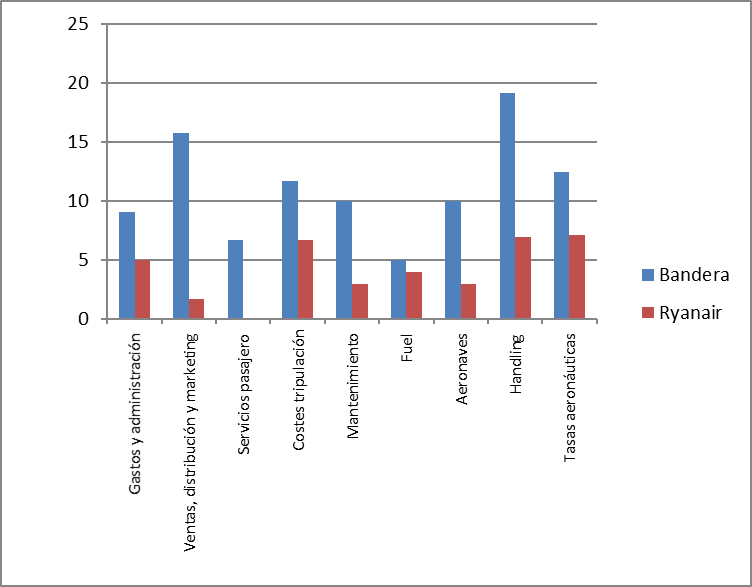 25
20
15
10
5
0
Gastos y administración
Ventas, distribución y marketing
Servicios pasajero
Costes tripulación
Mantenimiento
Fuel
Aeronaves
Handling
Tasas aeronáuticas
Bandera
Ryanair